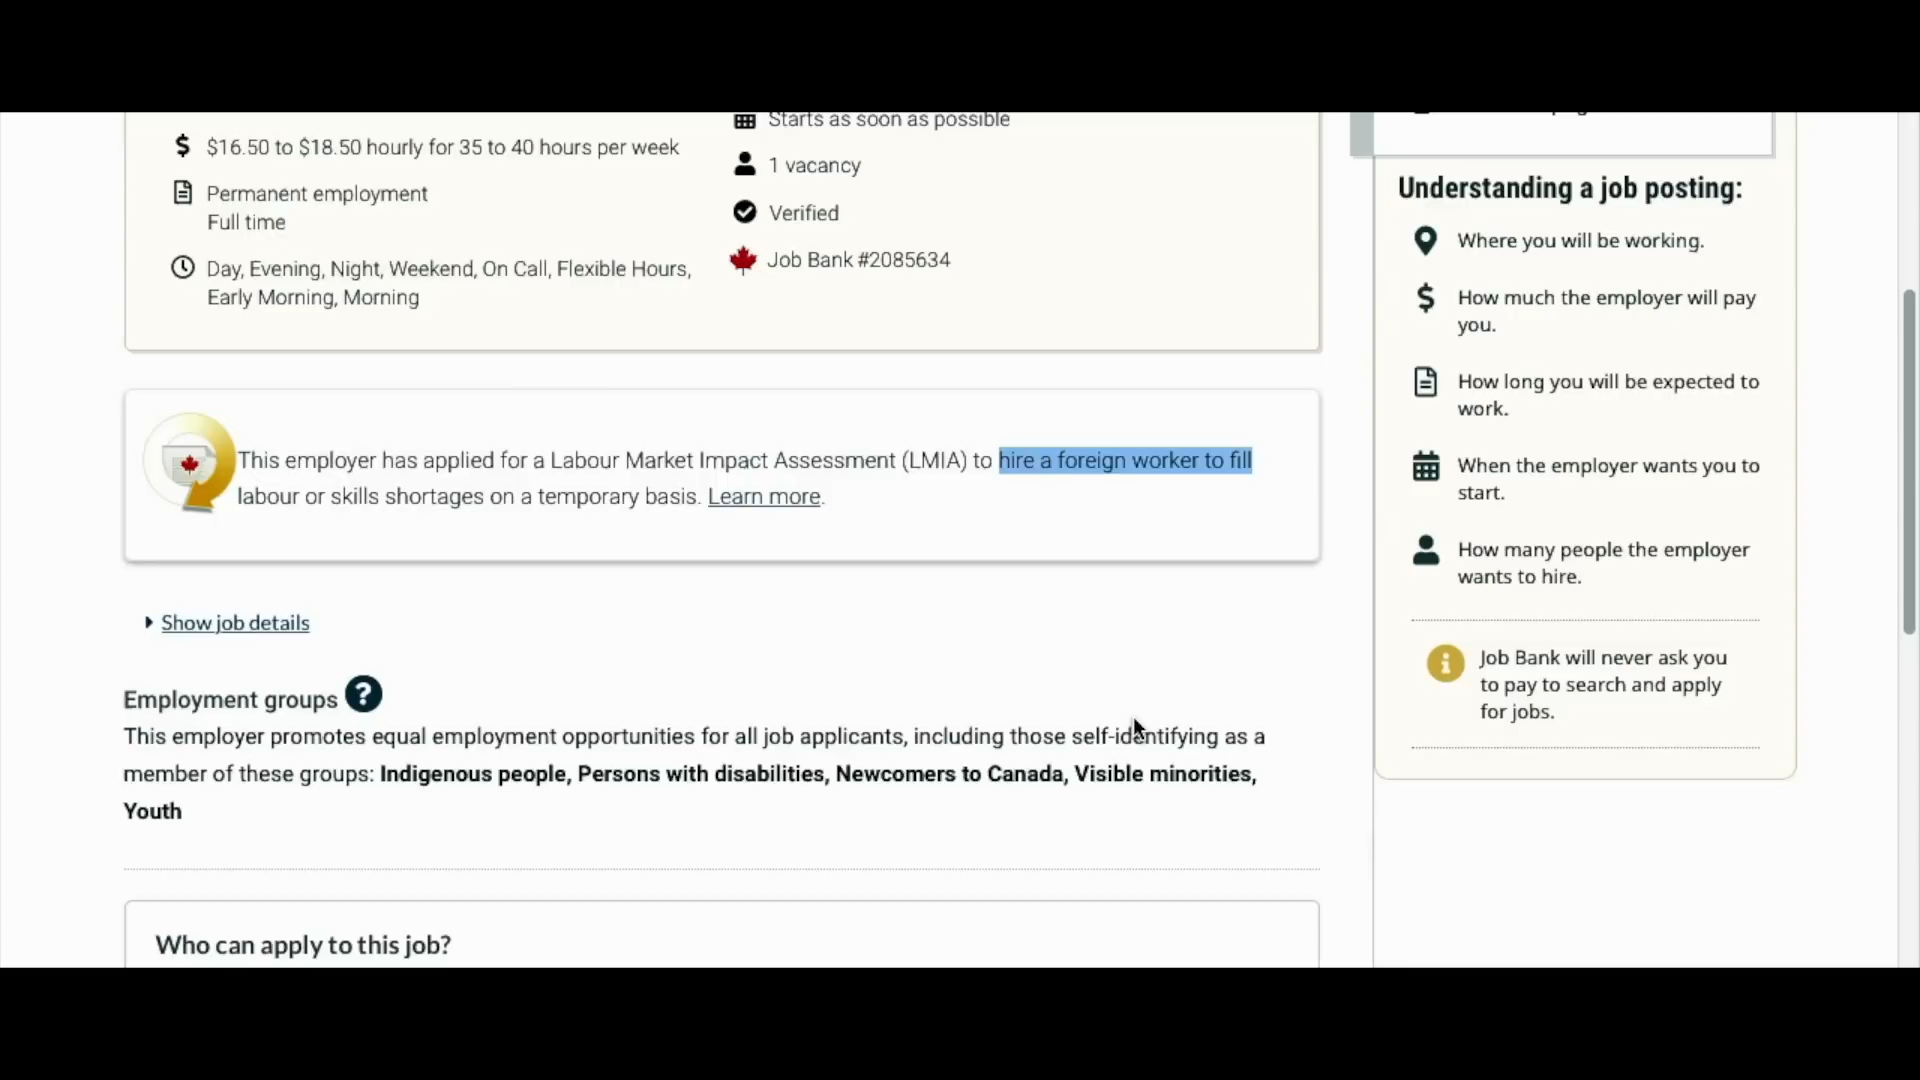 $16.50 to $18.50 hourly for 35 to 40 hours per week
Permanent employment
Full time
Day, Evening, Night, Weekend, On Call, Flexible Hours,
Early Morning, Morning
Starts as soon as possible
1 vacancy
Verified
Job Bank #2085634
This employer has applied for a Labour Market Impact Assessment (LMIA) to hire a foreign worker to fill
labour or skills shortages on a temporary basis. Learn more.
Show job details
Employment groups ?
This employer promotes equal employment opportunities for all job applicants, including those self-identifying as a
member of these groups: Indigenous people, Persons with disabilities, Newcomers to Canada, Visible minorities,
Youth
Who can apply to this job?
Understanding a job posting:
Where you will be working.
How much the employer will pay
you.
How long you will be expected to
work.
When the employer wants you to
start.
How many people the employer
wants to hire.
Job Bank will never ask you
to pay to search and apply
for jobs.